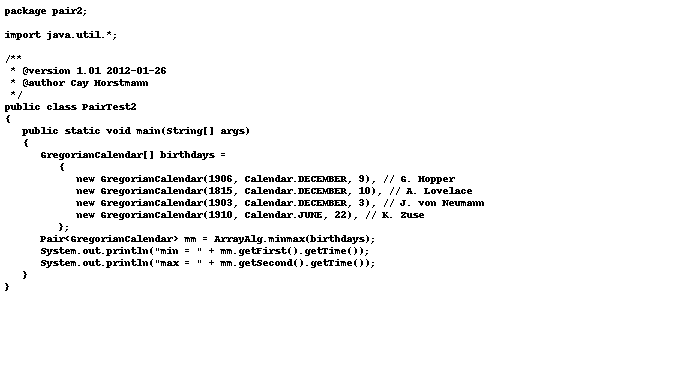 package pair2;

import java.util.*;

/**
 * @version 1.01 2012-01-26
 * @author Cay Horstmann
 */
public class PairTest2
{
   public static void main(String[] args)
   {
      GregorianCalendar[] birthdays =
         {
            new GregorianCalendar(1906, Calendar.DECEMBER, 9), // G. Hopper
            new GregorianCalendar(1815, Calendar.DECEMBER, 10), // A. Lovelace
            new GregorianCalendar(1903, Calendar.DECEMBER, 3), // J. von Neumann
            new GregorianCalendar(1910, Calendar.JUNE, 22), // K. Zuse
         };
      Pair<GregorianCalendar> mm = ArrayAlg.minmax(birthdays);
      System.out.println("min = " + mm.getFirst().getTime());
      System.out.println("max = " + mm.getSecond().getTime());
   }
}